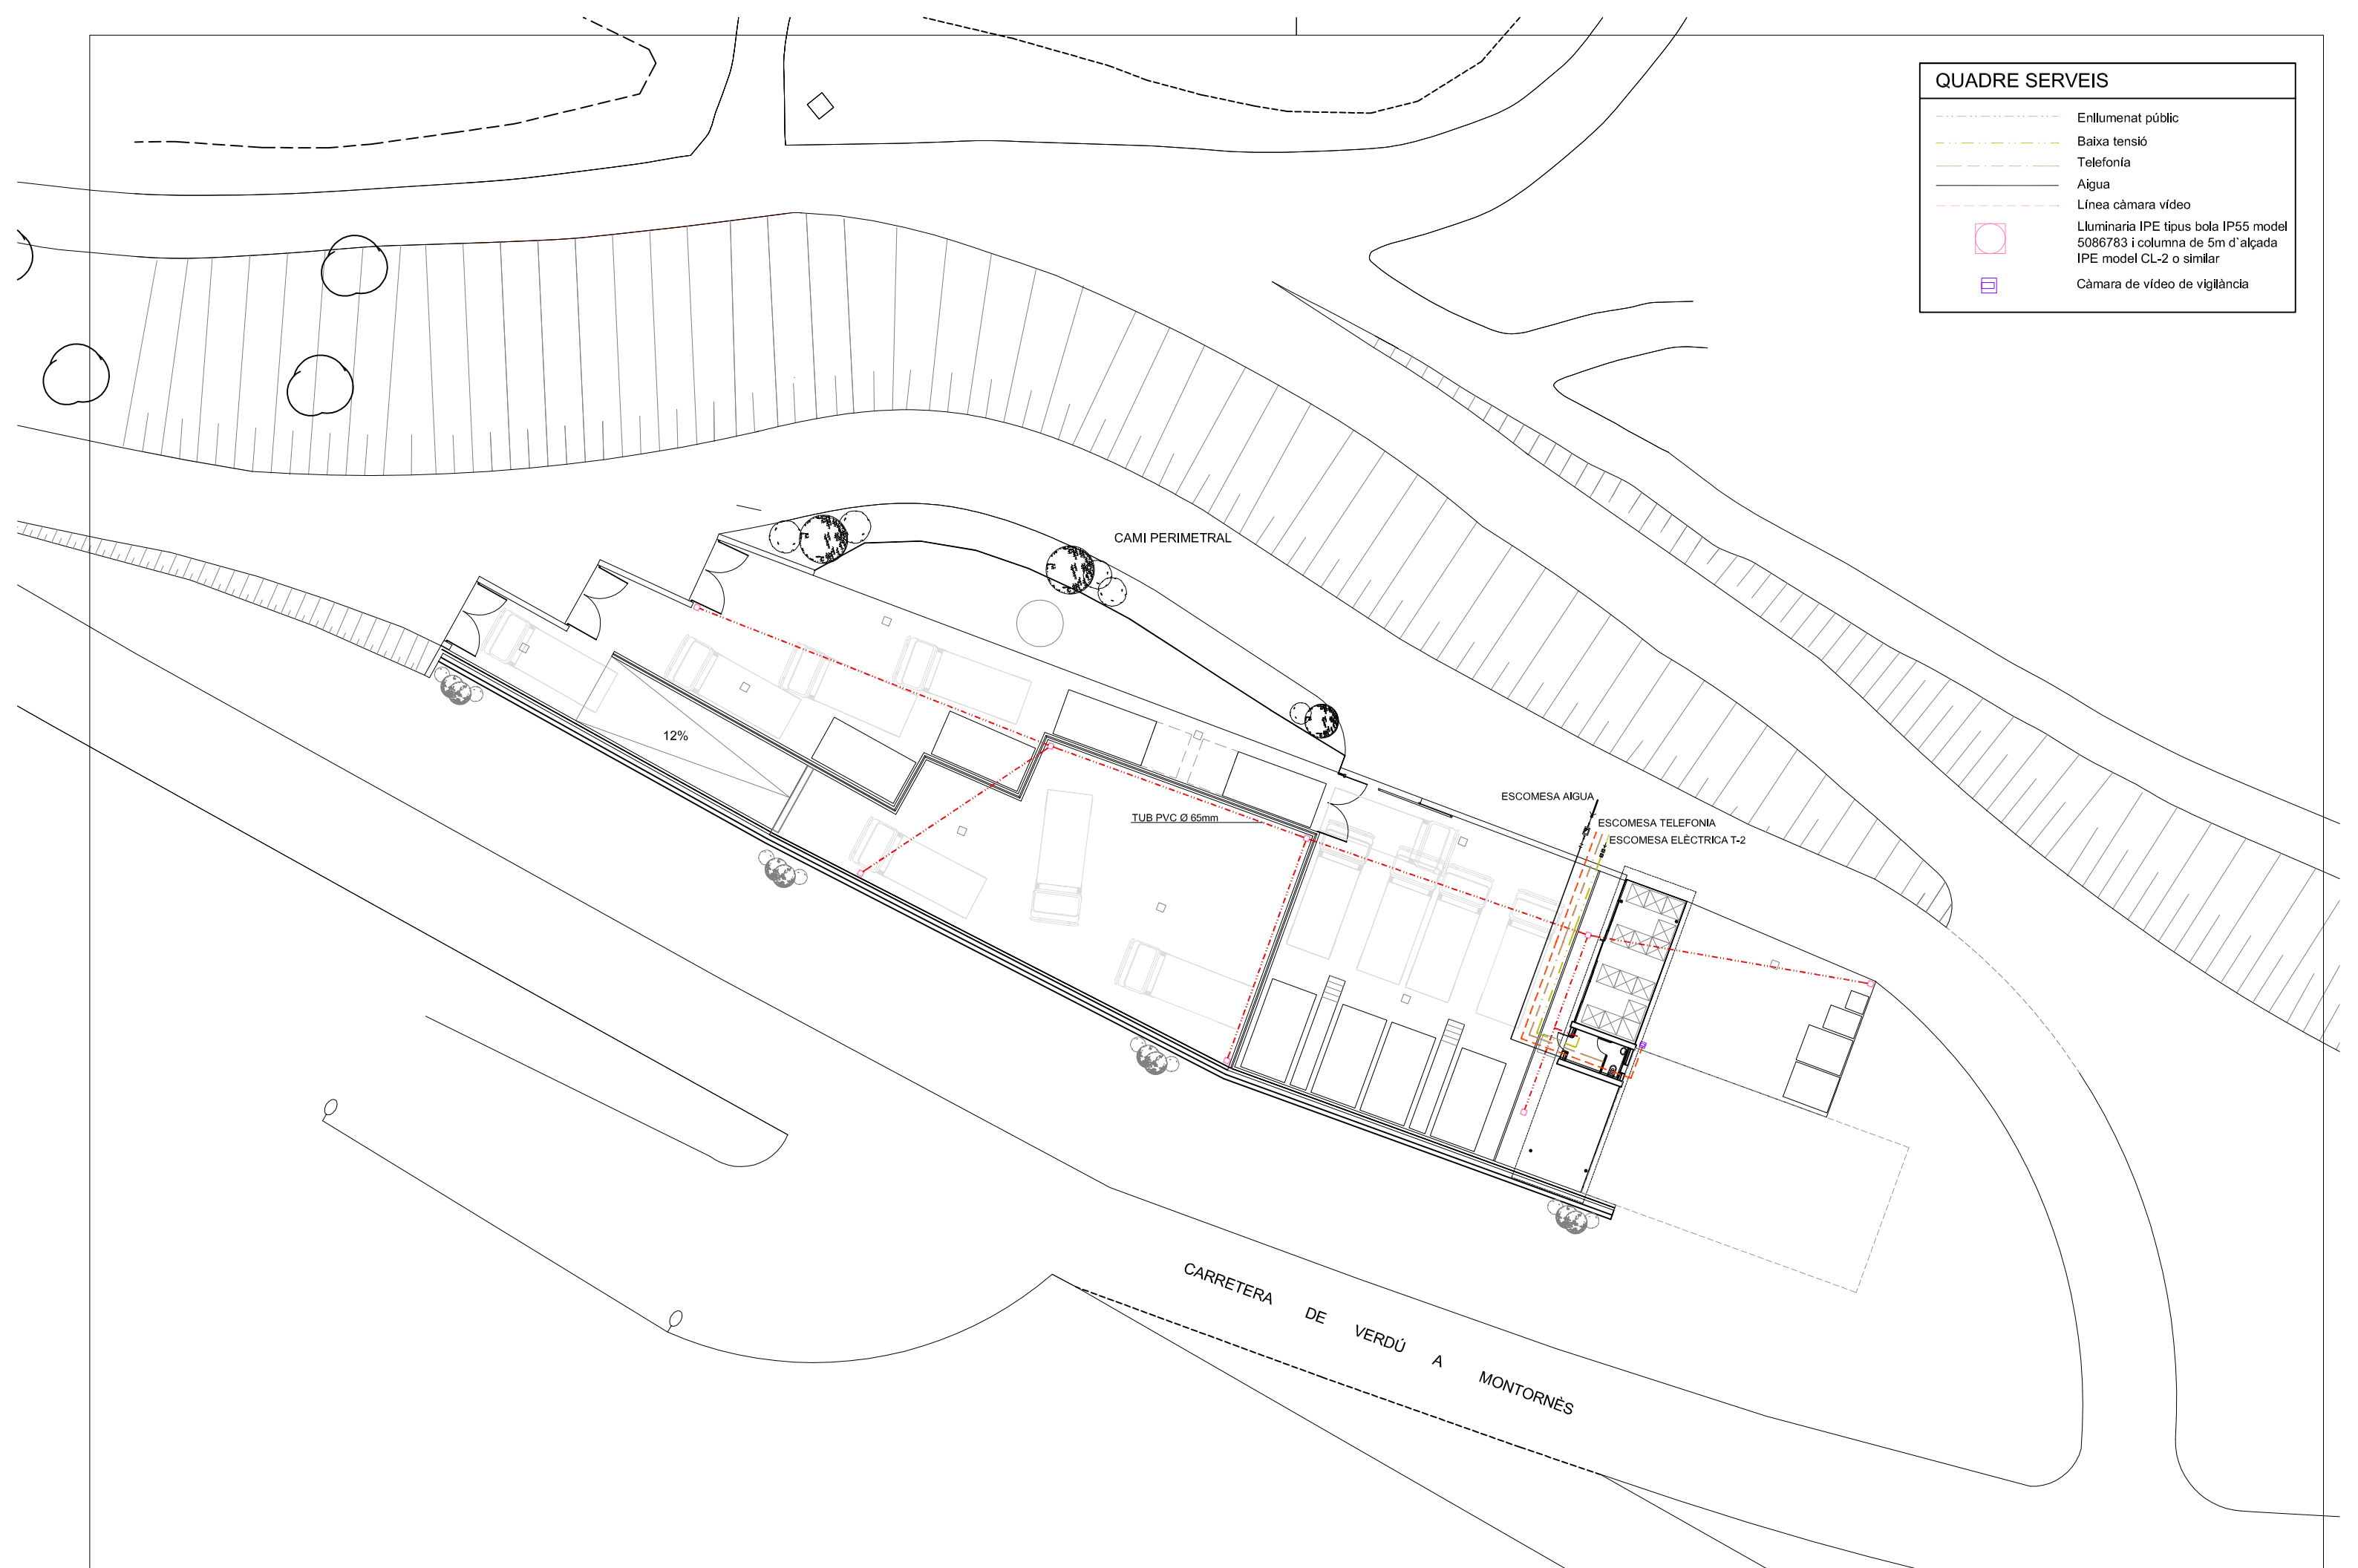 QUADRE SERVEIS
Enllumenat públic
Baixa tensió
Telefonía
Aigua
Línea càmara vídeo
Lluminaria IPE tipus bola IP55 model
5086783 i columna de 5m d`alçada
IPE model CL-2 o similar
Càmara de vídeo de vigilància
CAMI PERIMETRAL
12%
ESCOMESA AIGUA
TUB PVC Ø 65mm
ESCOMESA TELEFONIA
ESCOMESA ELÈCTRICA T-2
CARRETERA DE VERDÚ A MONTORNÈS